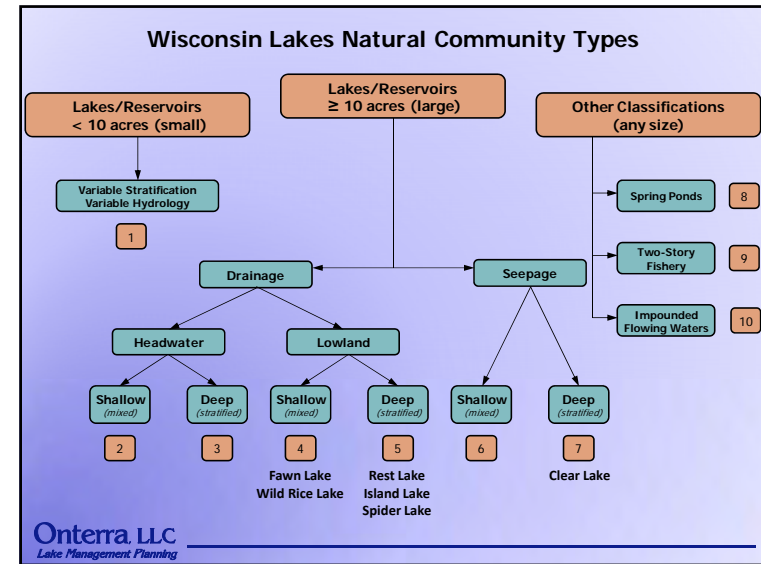 Wisconsin Lakes Natural Community Types
Lakes/Reservoirs
< 10 acres (small)
Lakes/Reservoirs
≥ 10 acres (large)
Other Classifications
(any size)
Variable Stratification
Variable Hydrology
1
Spring Ponds
8
Two-Story
Fishery
9
Impounded
Flowing Waters
10
Drainage
Seepage
Headwater
Lowland
Shallow
(mixed)
Deep
(stratified)
Shallow
(mixed)
Deep
(stratified)
Shallow
(mixed)
Deep
(stratified)
2
3
4
5
6
7
Fawn Lake
Wild Rice Lake
Rest Lake
Island Lake
Spider Lake
Clear Lake
Onterra, LLC
Lake Management Planning